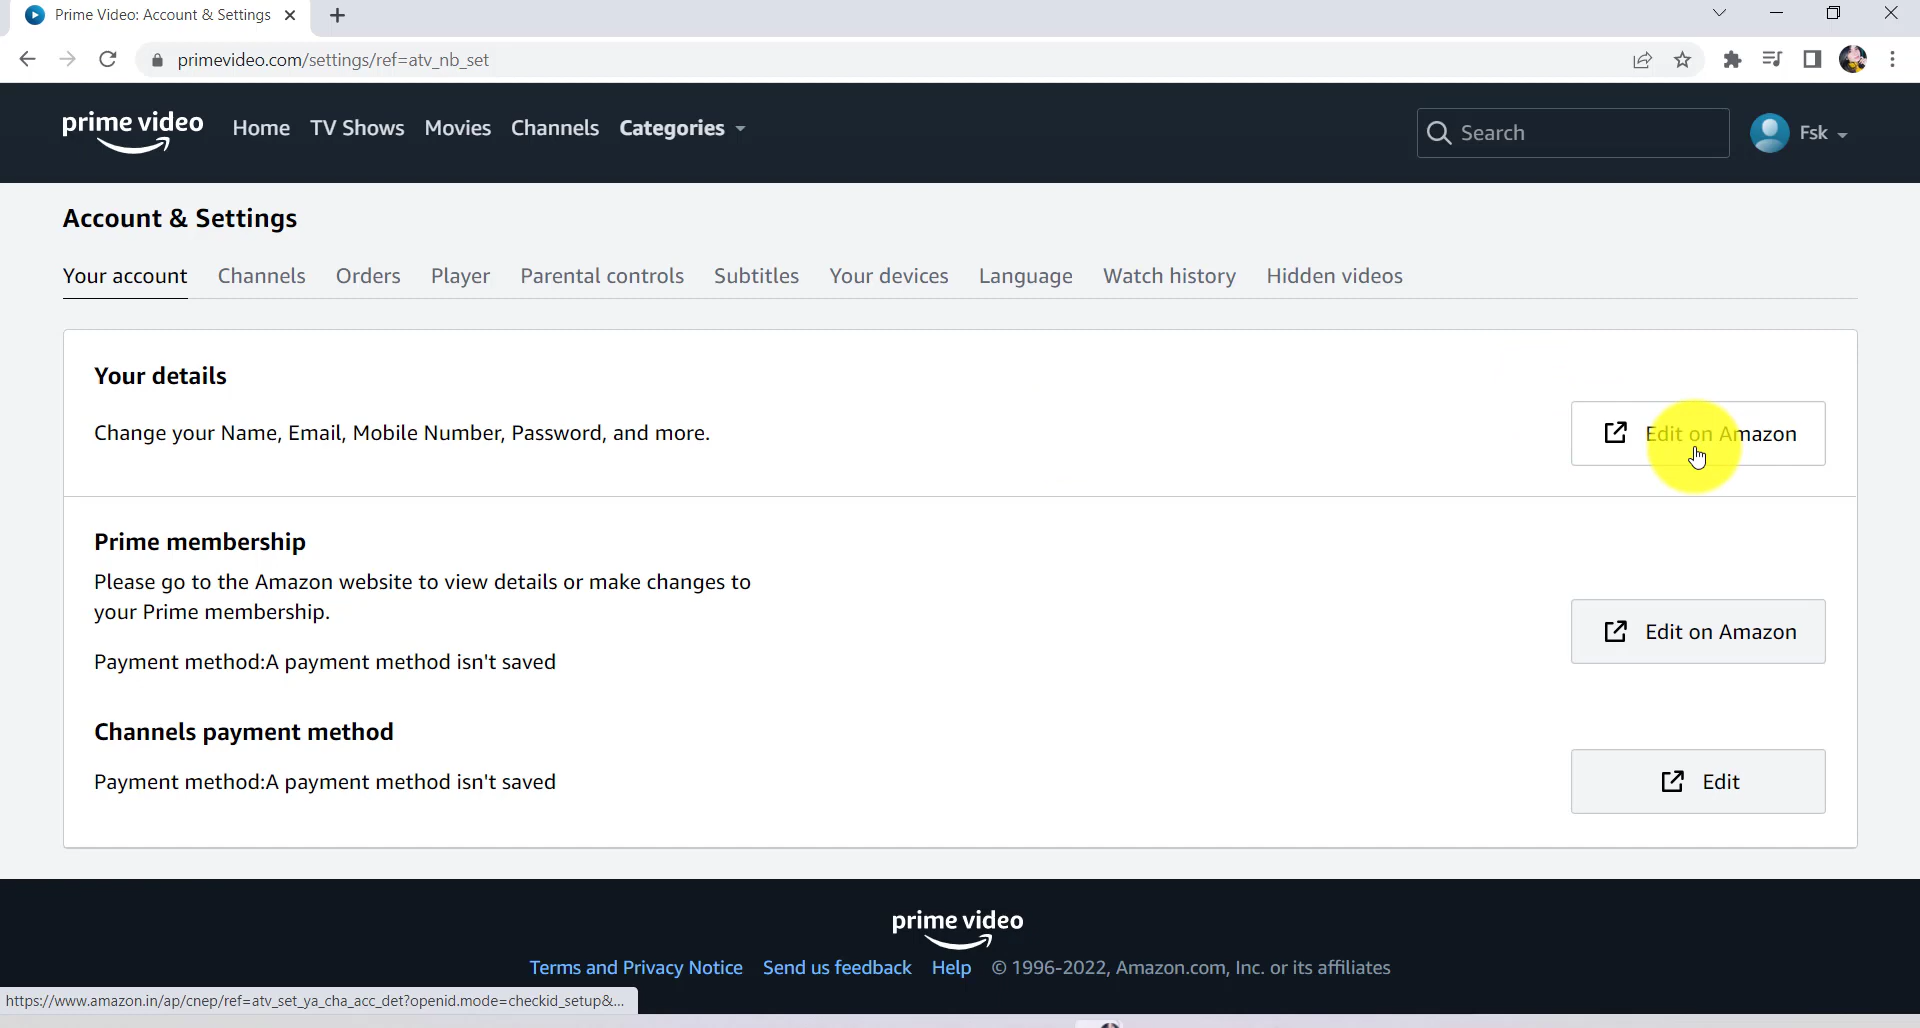 Prime Video: Account & Settings
primevideo.com/settings/ref=atv_nb_set
prime video Home TV Shows Movies Channels Categories Search Fsk
Account & Settings
Your account Channels Orders Player Parental controls Subtitles Your devices Language Watch history Hidden videos
Your details
Change your Name, Email, Mobile Number, Password, and more.
Edit on Amazon
Prime membership
Please go to the Amazon website to view details or make changes to
your Prime membership.
Edit on Amazon
Payment method:A payment method isn't saved
Channels payment method
Payment method:A payment method isn't saved
Edit
prime video
Terms and Privacy Notice Send us feedback Help © 1996-2022, Amazon.com, Inc. or its affiliates
https://www.amazon.in/ap/cnep/ref=atv_set_ya_cha_acc_det?openid.mode=checkid_setup&...